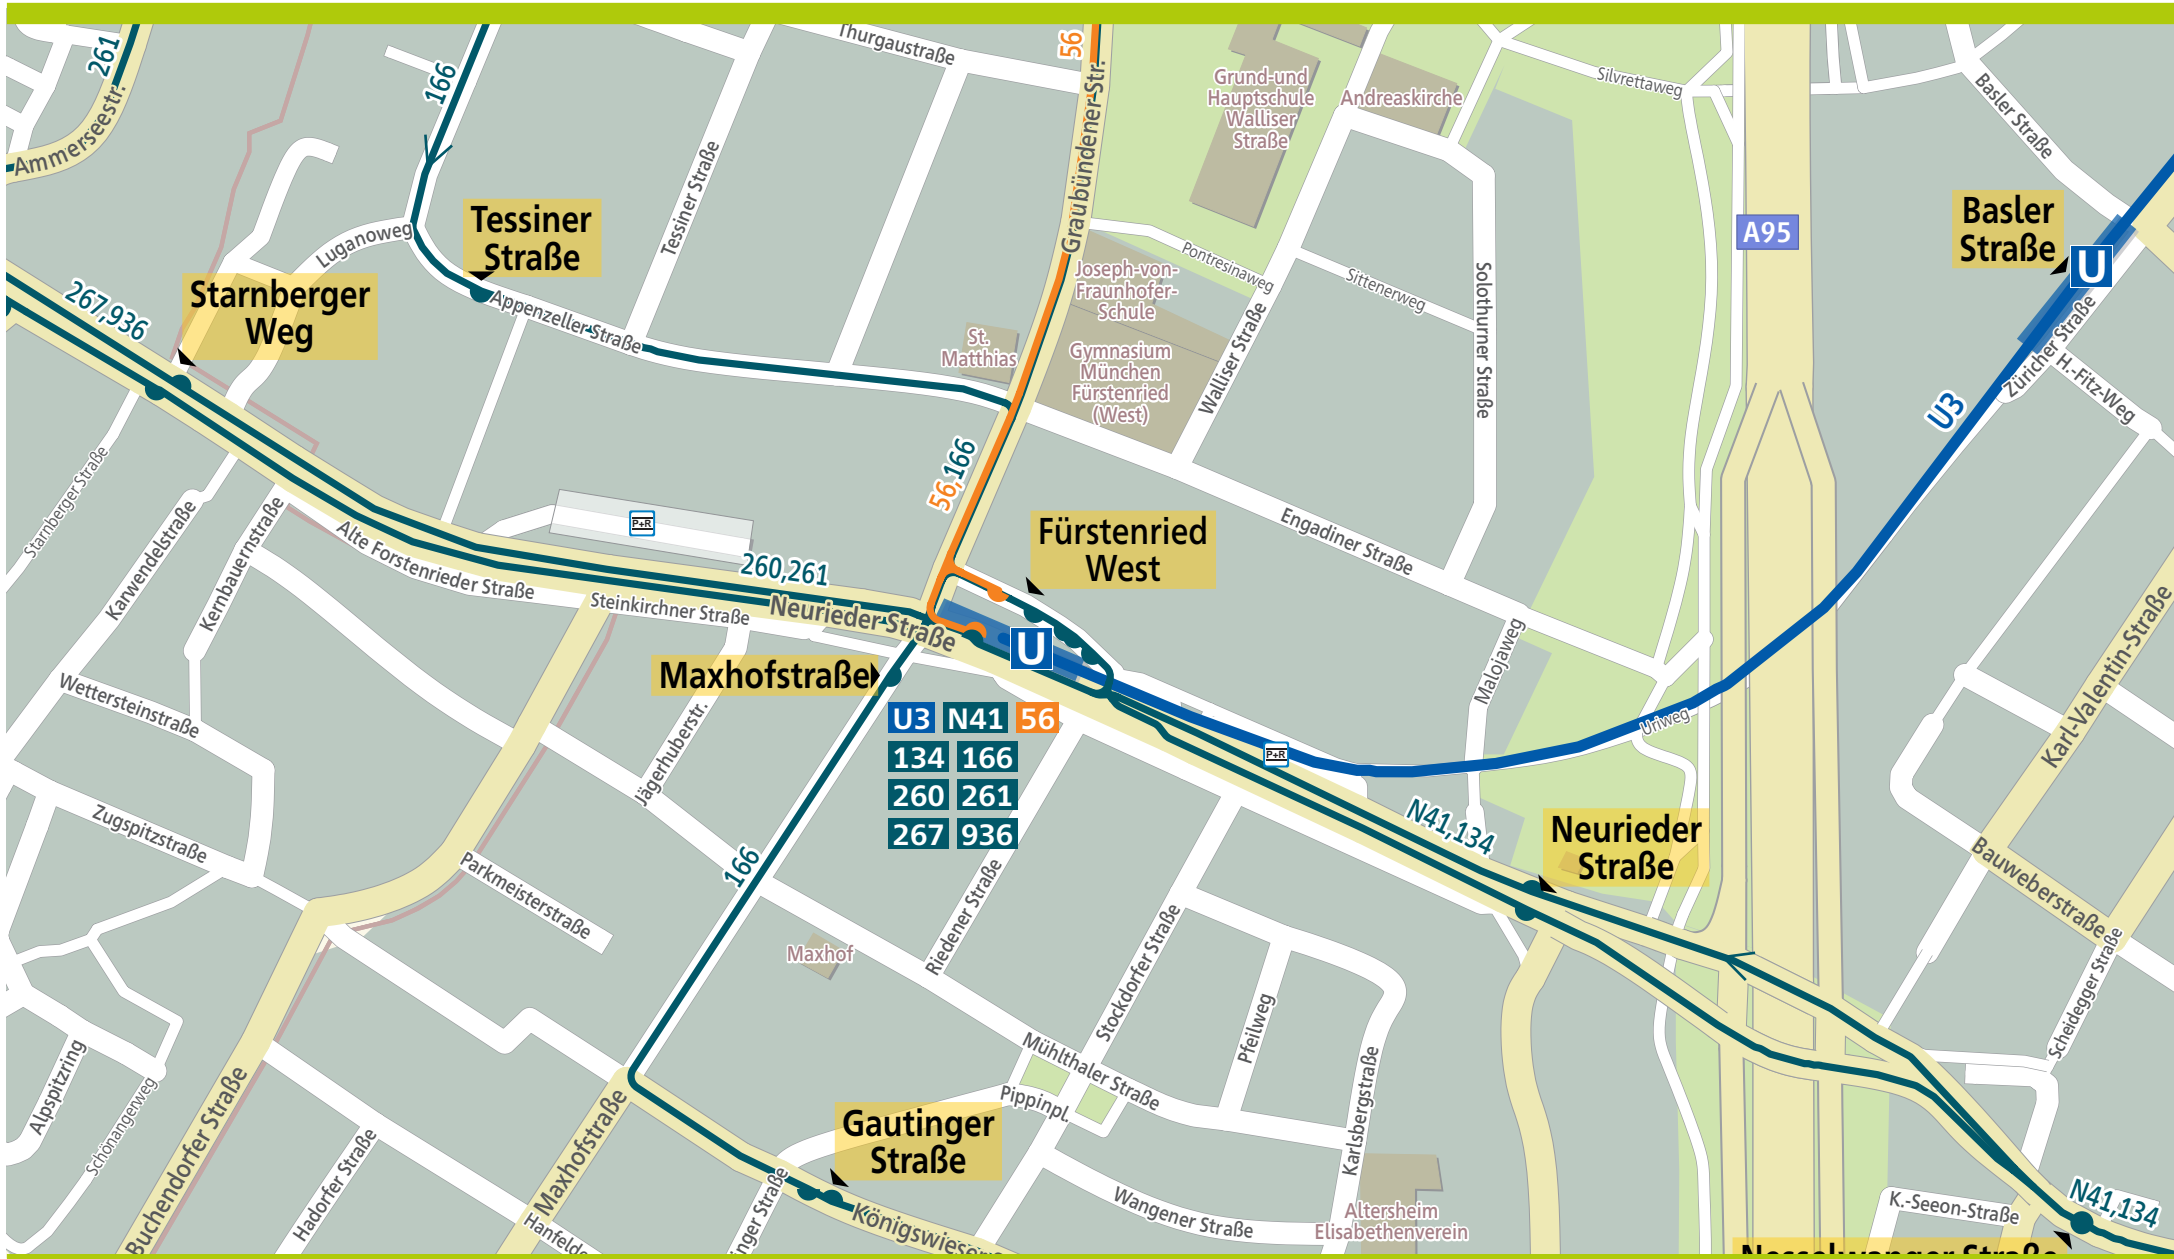 261
166
Thurgaustraße
56
Grund-und
Hauptschule
Walliser
Straße
Andreaskirche
Silvrettaweg
Basler Straße
Ammerseestr.
Tessiner Straße
Graubündener-Str.
Tessiner
Straße
Luganoweg
A95
Basler
Straße
U
Pontresinaweg
Sittenerweg
Solothurner Straße
Joseph-von-
Fraunhofer-
Schule
267,936
Starnberger
Weg
Appenzeller-Straße
St.
Matthias
Gymnasium
München
Fürstenried
(West)
Walliser Straße
Züricher Straße
H.-Fitz-Weg
U3
56,166
Starnberger Straße
Karwendelstraße
Kernbauernstraße
Alte Forstenrieder Straße
P+R
260,261
Fürstenried
West
Engadiner Straße
Steinkirchner Straße
Neurieder Straße
U
Maxhofstraße
Malojaweg
Uriweg
Karl-Valentin-Straße
Wettersteinstraße
Jägerhuberstr.
U3 N41 56
134 166
260 261
267 936
P+R
N41,134
Neurieder
Straße
Zugspitzstraße
Parkmeisterstraße
166
Riedener Straße
Stockdorfer Straße
Bauweberstraße
Scheidegger Straße
Maxhof
Pfeilweg
Mühlthaler Straße
Pippinpl.
Karlsbergstraße
Alpspitzring
Schönangerweg
Buchendorfer Straße
Hadorfer Straße
Maxhofstraße
Hanfelde
Gautinger
Straße
inger Straße
Königswieser
Wangener Straße
Altersheim
Elisabethenverein
K.-Seeon-Straße
N41,134
Nesselwanger Straße